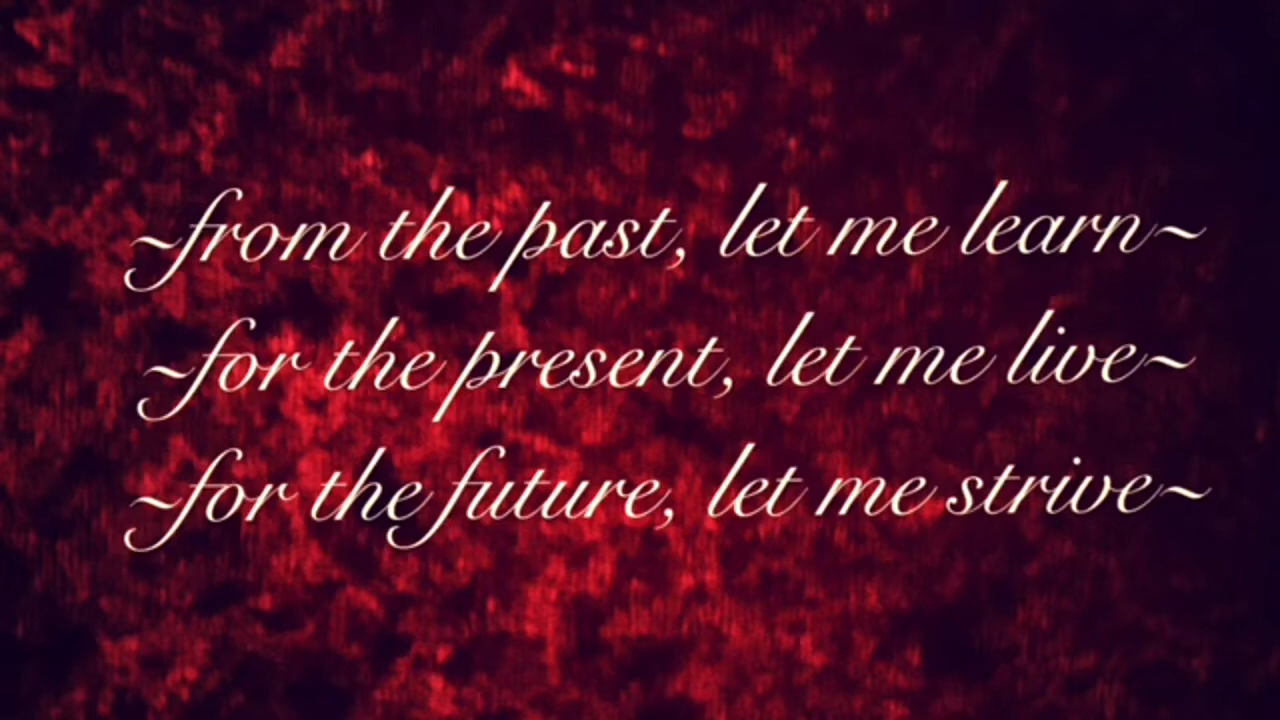 ~from the past, let me learn~
~for the present, let me live~
~for the future, let me strive~